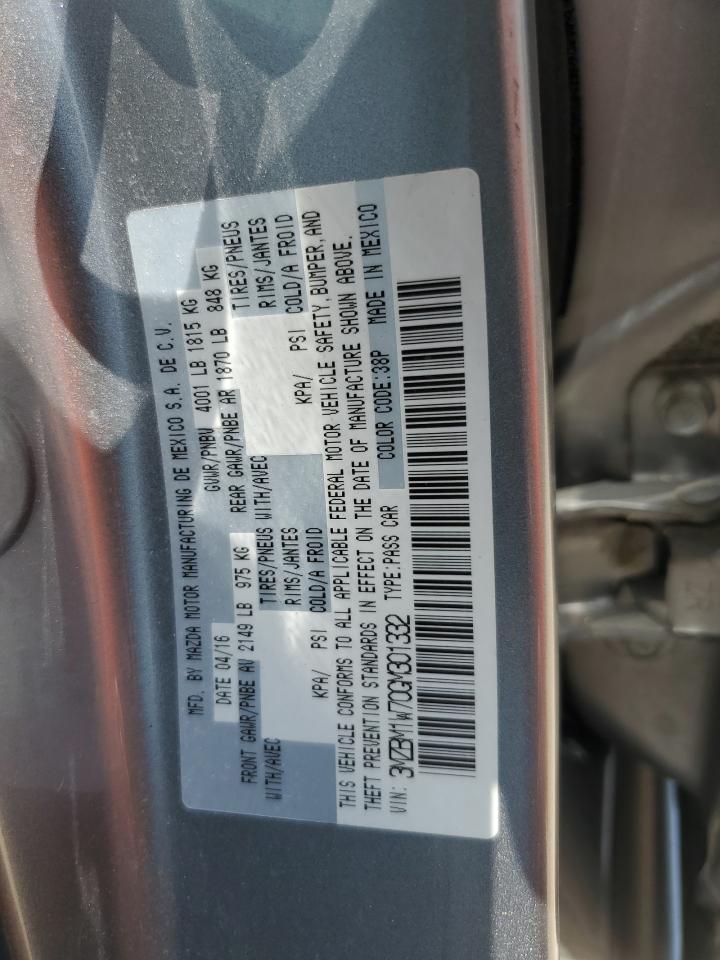 MFD. BY MAZDA MOTOR MANUFACTURING DE MEXICO S.A. DE C.V.
DATE 04/16 GVWR/PNBV 4001 LB 1815 KG
FRONT GAWR/PNBE AV 2149 LB 975 KG REAR GAWR/PNBE AR 1870 LB 848 KG
WITH/AVEC TIRES/PNEUS WITH/AVEC TIRES/PNEUS
RIMS/JANTES RIMS/JANTES
KPA/ PSI COLD/A FROID KPA/ PSI COLD/A FROID
THIS VEHICLE CONFORMS TO ALL APPLICABLE FEDERAL MOTOR VEHICLE SAFETY, BUMPER, AND
THEFT PREVENTION STANDARDS IN EFFECT ON THE DATE OF MANUFACTURE SHOWN ABOVE.
VIN: 3MZBM1W70GM301332 TYPE:PASS CAR COLOR CODE:38P MADE IN MEXICO